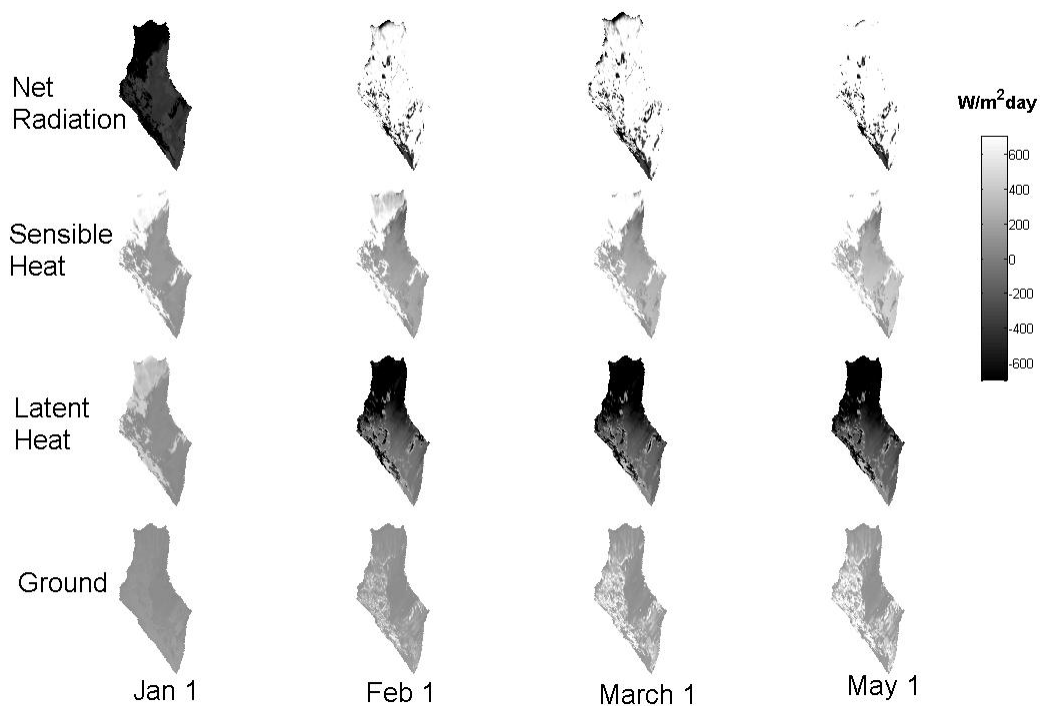 Net
Radiation
W/m²day
600
400
200
0
-200
-400
-600
Sensible
Heat
Latent
Heat
Ground
Jan 1
Feb 1
March 1
May 1